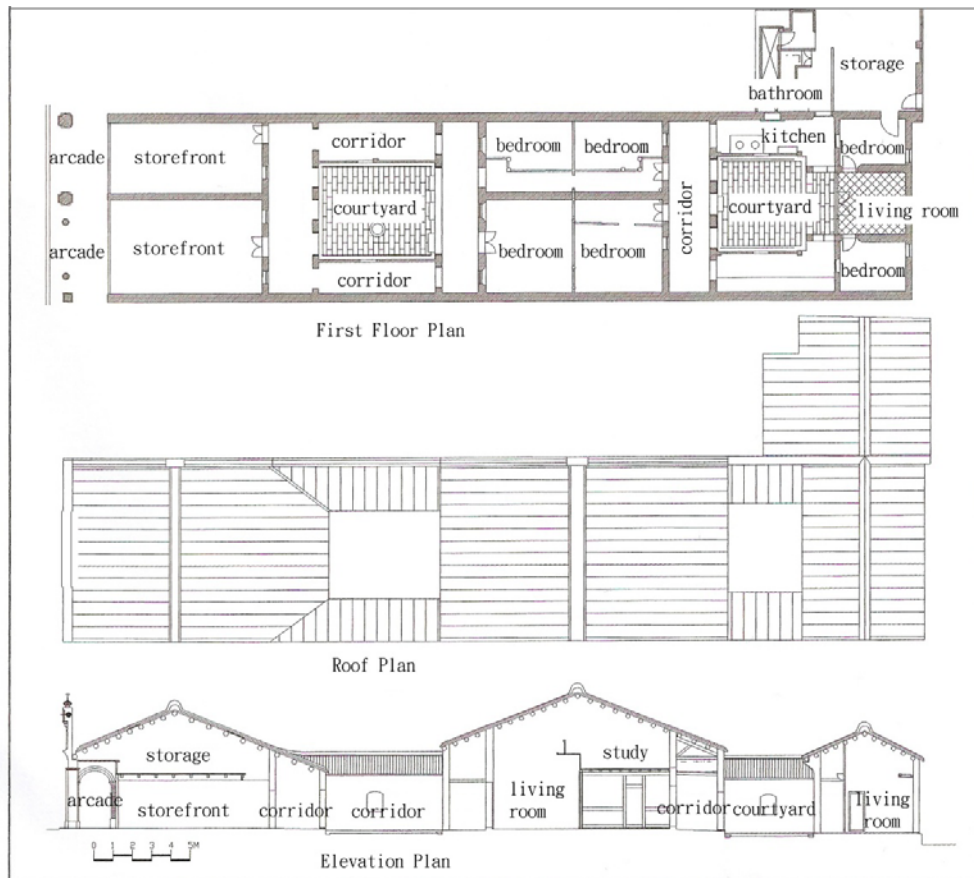 storage
bathroom
corridor
kitchen
bedroom
bedroom
bedroom
arcade
storefront
courtyard
corridor
courtyard
living room
arcade
storefront
bedroom
bedroom
bedroom
corridor
First Floor Plan
Roof Plan
storage
study
arcade
storefront
corridor
corridor
living
room
corridor
courtyard
living
room
0 1 2 3 4 5M
Elevation Plan